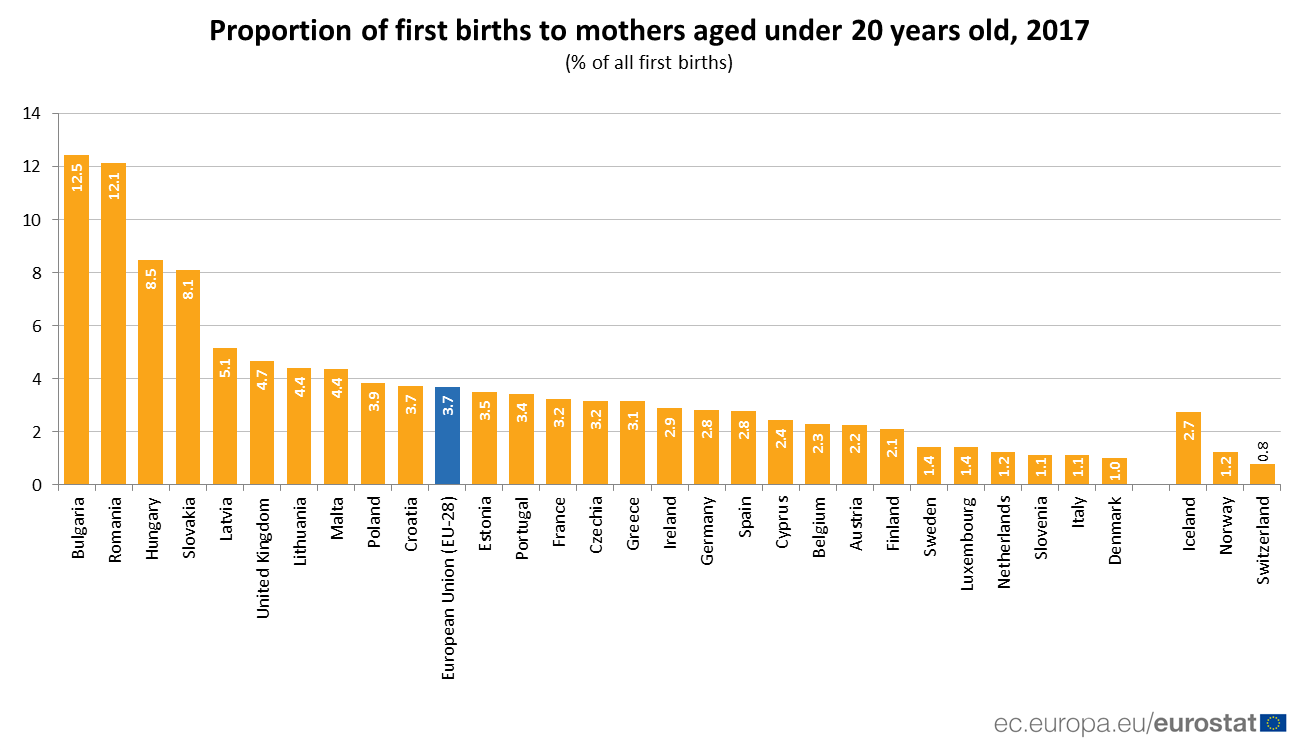 Proportion of first births to mothers aged under 20 years old, 2017
(% of all first births)
14
12
10
8
6
4
2
0
12.5
12.1
8.5
8.1
5.1
4.7
4.4
4.4
3.9
3.7
3.7
3.5
3.4
3.2
3.2
3.1
2.9
2.8
2.8
2.4
2.3
2.2
2.1
1.4
1.4
1.2
1.1
1.1
1.0
2.7
1.2
0.8
Bulgaria
Romania
Hungary
Slovakia
Latvia
United Kingdom
Lithuania
Malta
Poland
Croatia
European Union (EU-28)
Estonia
Portugal
France
Czechia
Greece
Ireland
Germany
Spain
Cyprus
Belgium
Austria
Finland
Sweden
Luxembourg
Netherlands
Slovenia
Italy
Denmark
Iceland
Norway
Switzerland
ec.europa.eu/eurostat